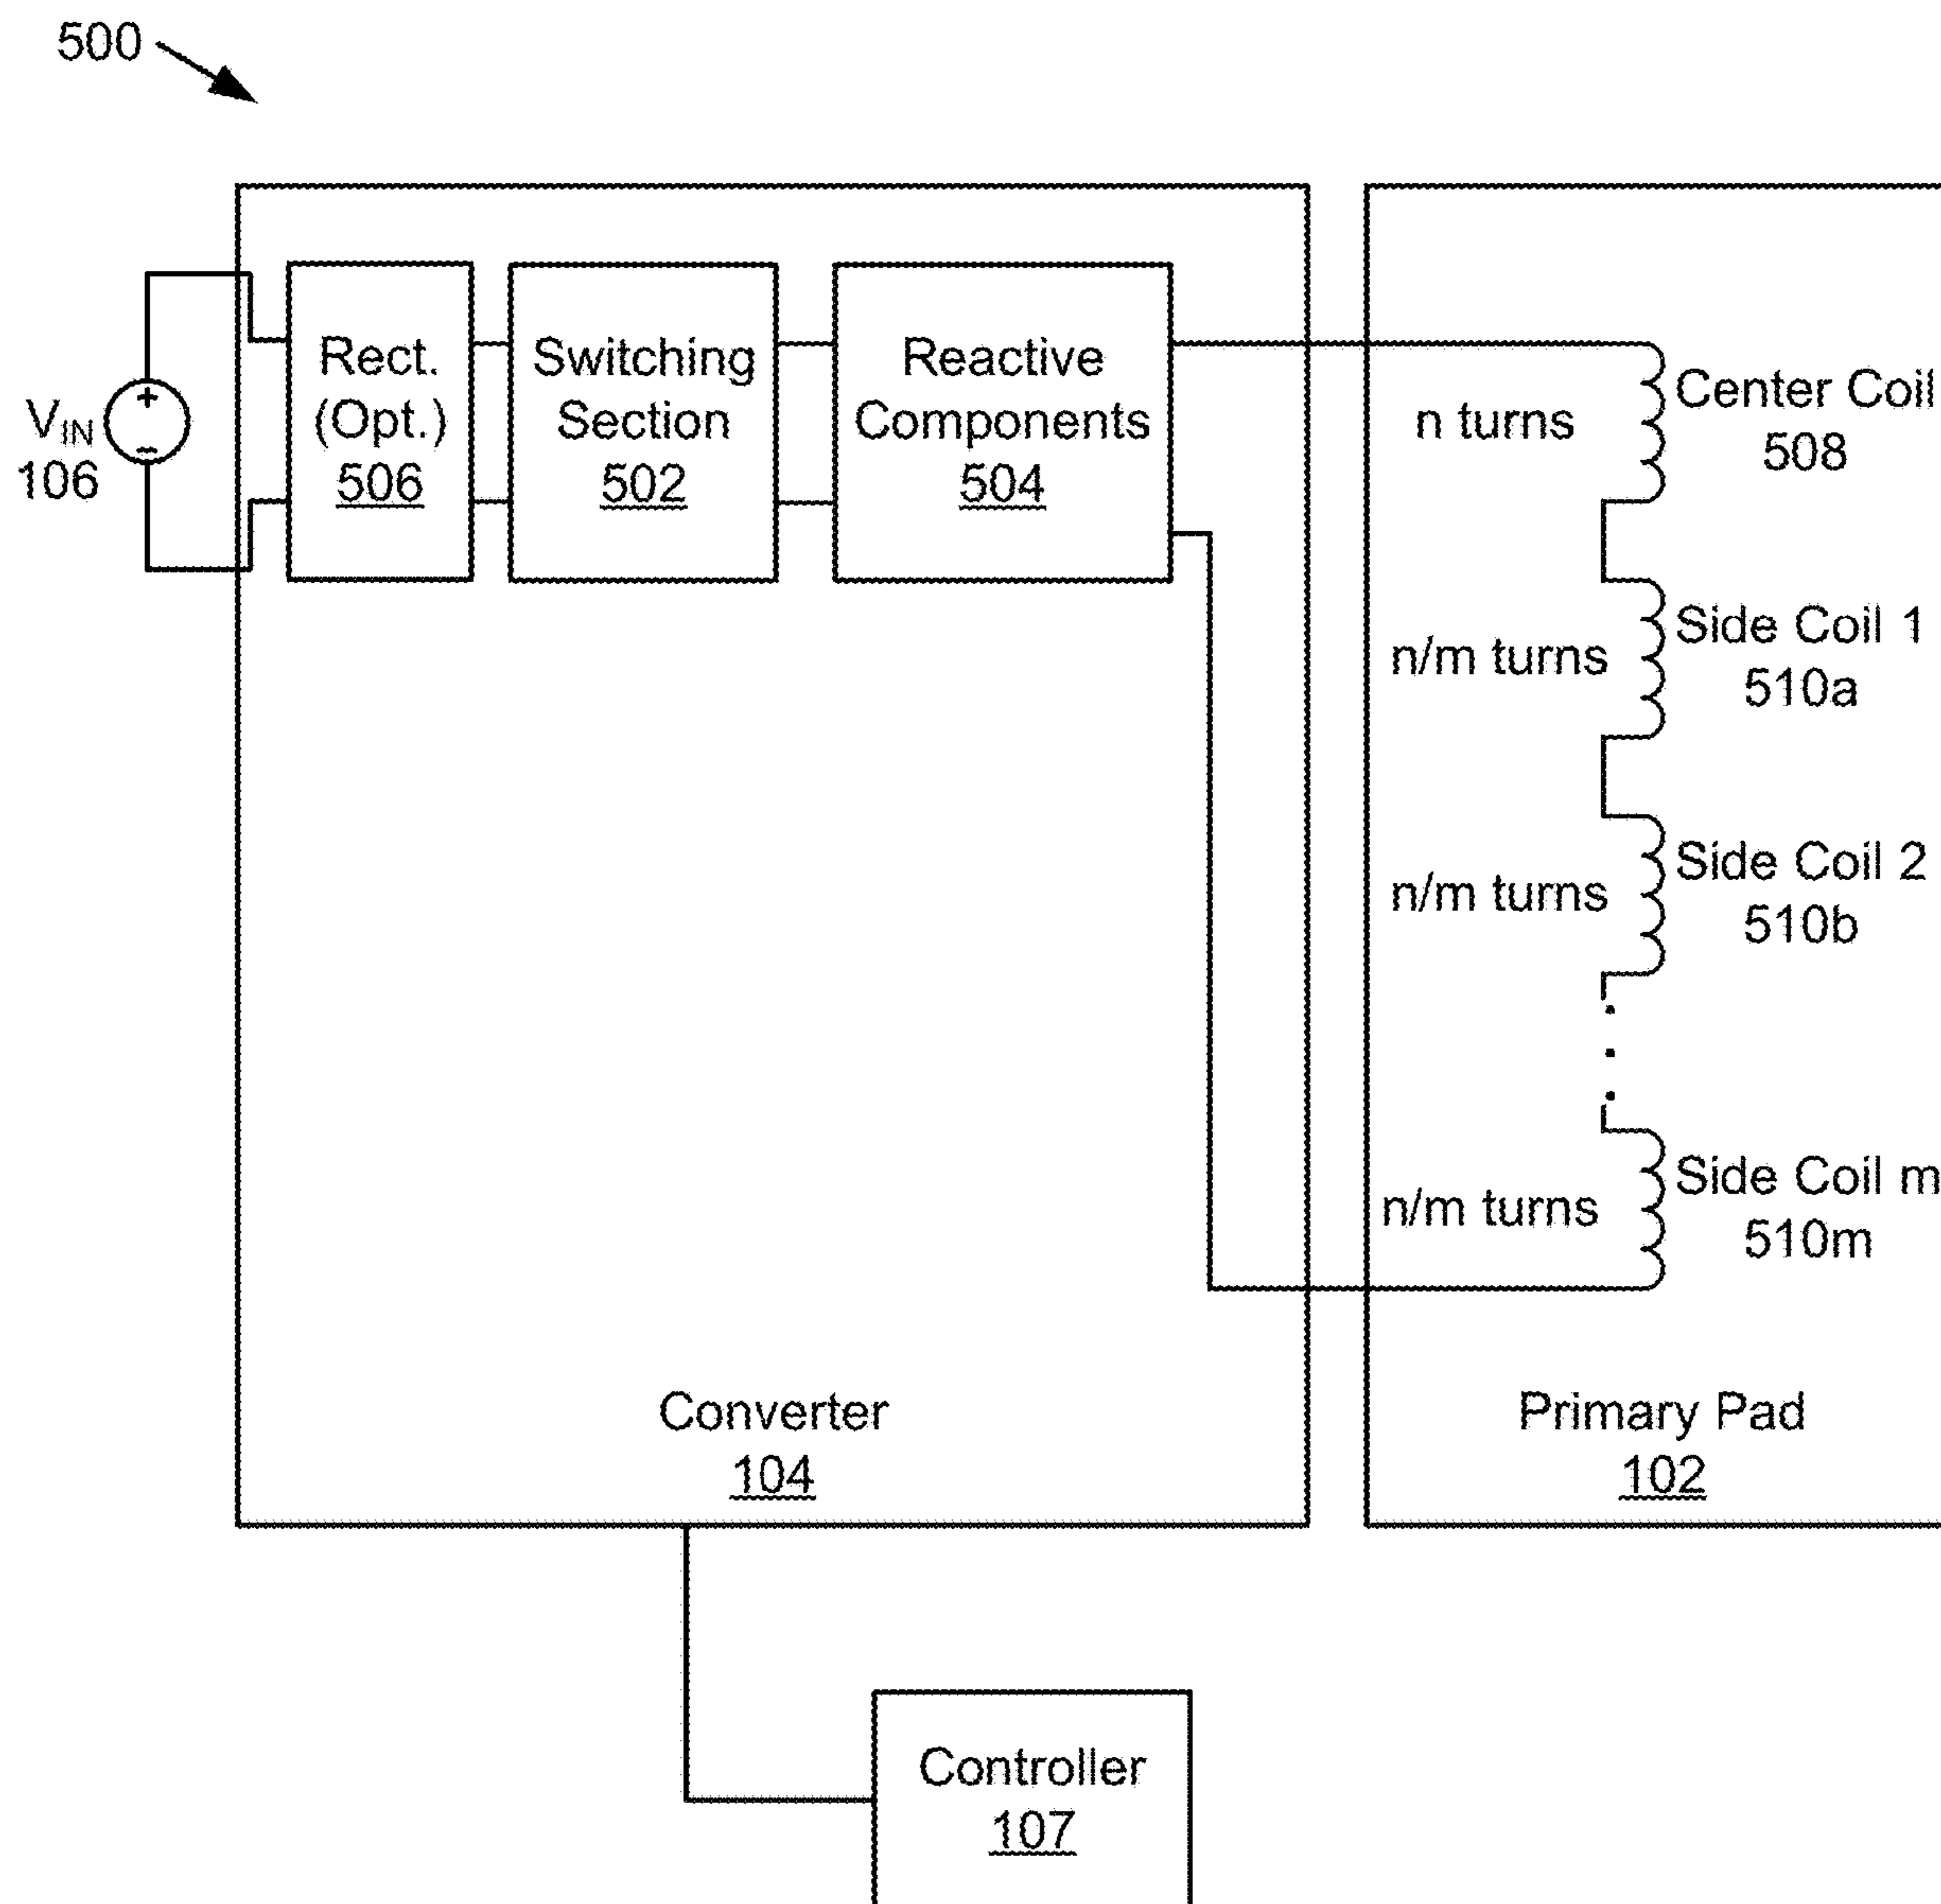 500
V_IN
106
+
−
Rect.
(Opt.)
506
Switching
Section
502
Reactive
Components
504
n turns
Center Coil
508
n/m turns
Side Coil 1
510a
n/m turns
Side Coil 2
510b
n/m turns
Side Coil m
510m
Converter
104
Primary Pad
102
Controller
107